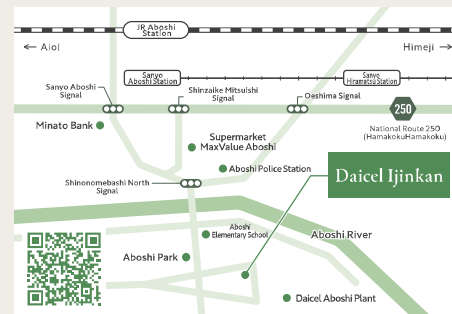 JR Aboshi
Station
← Aioi
Himeji →
Sanyo
Aboshi Station
Sanyo
Hiramatsu Station
Sanyo Aboshi
Signal
Shinzaike Mitsuishi
Signal
Oeshima Signal
250
National Route 250
(HamakokuHamakoku)
Minato Bank
Supermarket
MaxValue Aboshi
Aboshi Police Station
Shinonomebashi North
Signal
Daicel Ijinkan
Aboshi
Elementary School
Aboshi River
Aboshi Park
Daicel Aboshi Plant